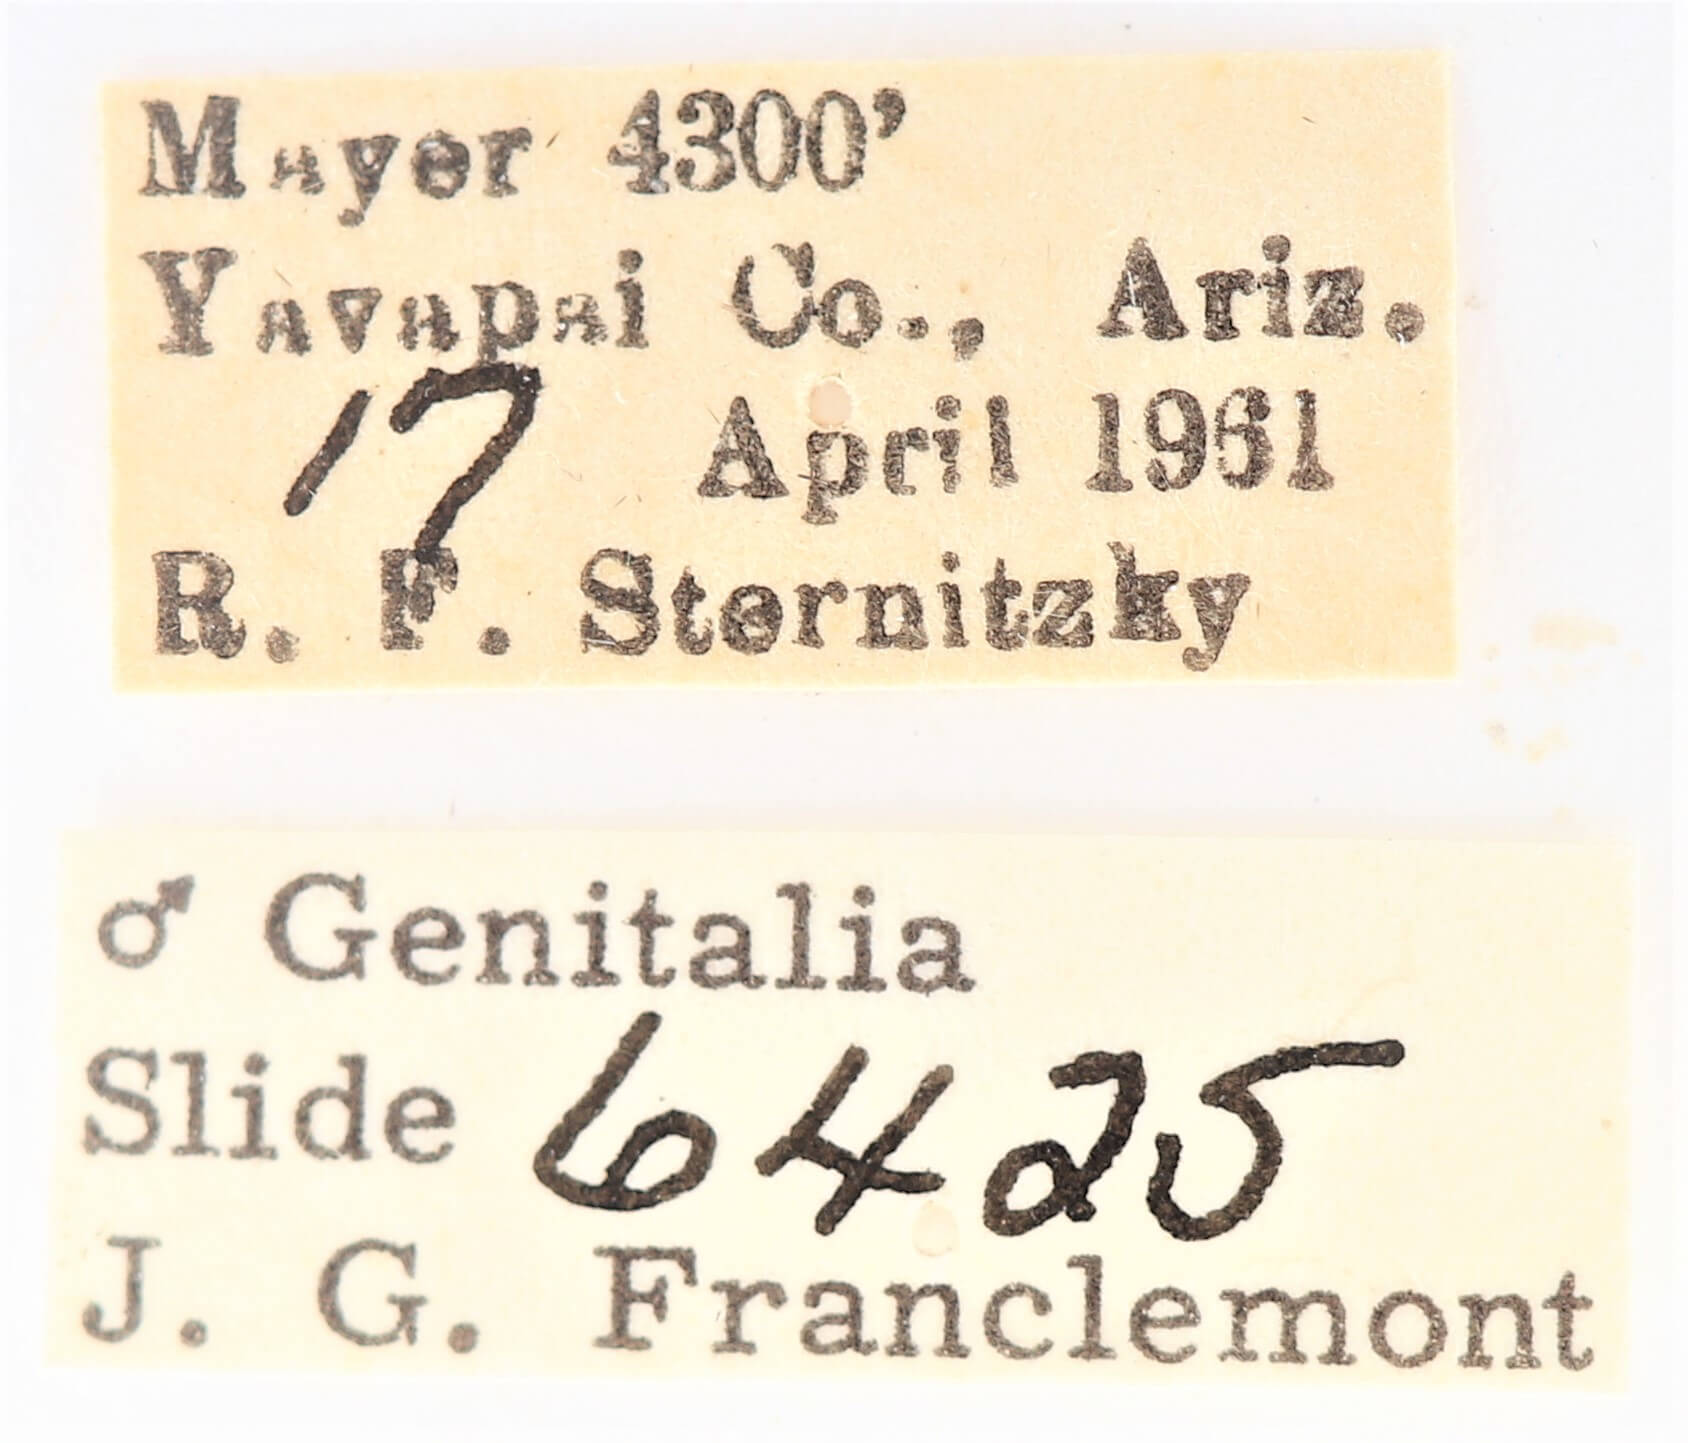 Mayer 4300'
Yavapai Co., Ariz.
17 April 1961
R. F. Sternitzky
♂ Genitalia
Slide 6425
J. G. Franclemont